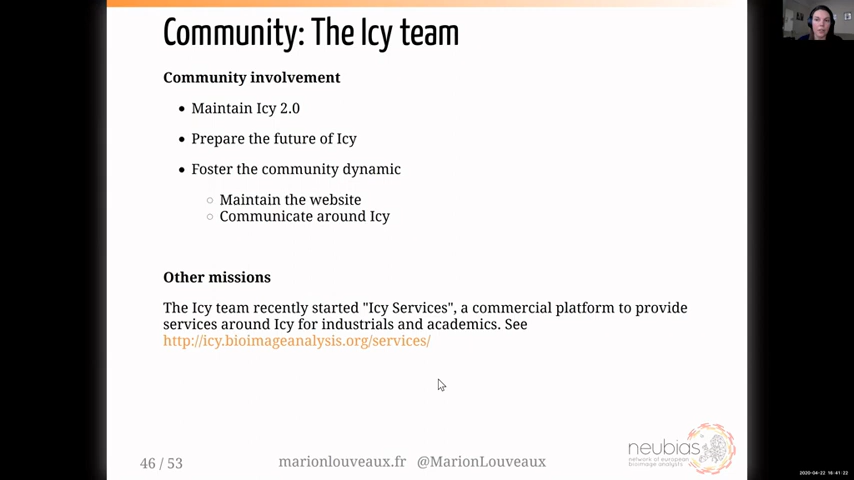 Community: The Icy team
Community involvement
Maintain Icy 2.0
Prepare the future of Icy
Foster the community dynamic
Maintain the website
Communicate around Icy
Other missions
The Icy team recently started "Icy Services", a commercial platform to provide
services around Icy for industrials and academics. See
http://icy.bioimageanalysis.org/services/
46 / 53
marionlouveaux.fr @MarionLouveaux
neubias
network of european
bioimage analysts
2020-04-22 16:41:22